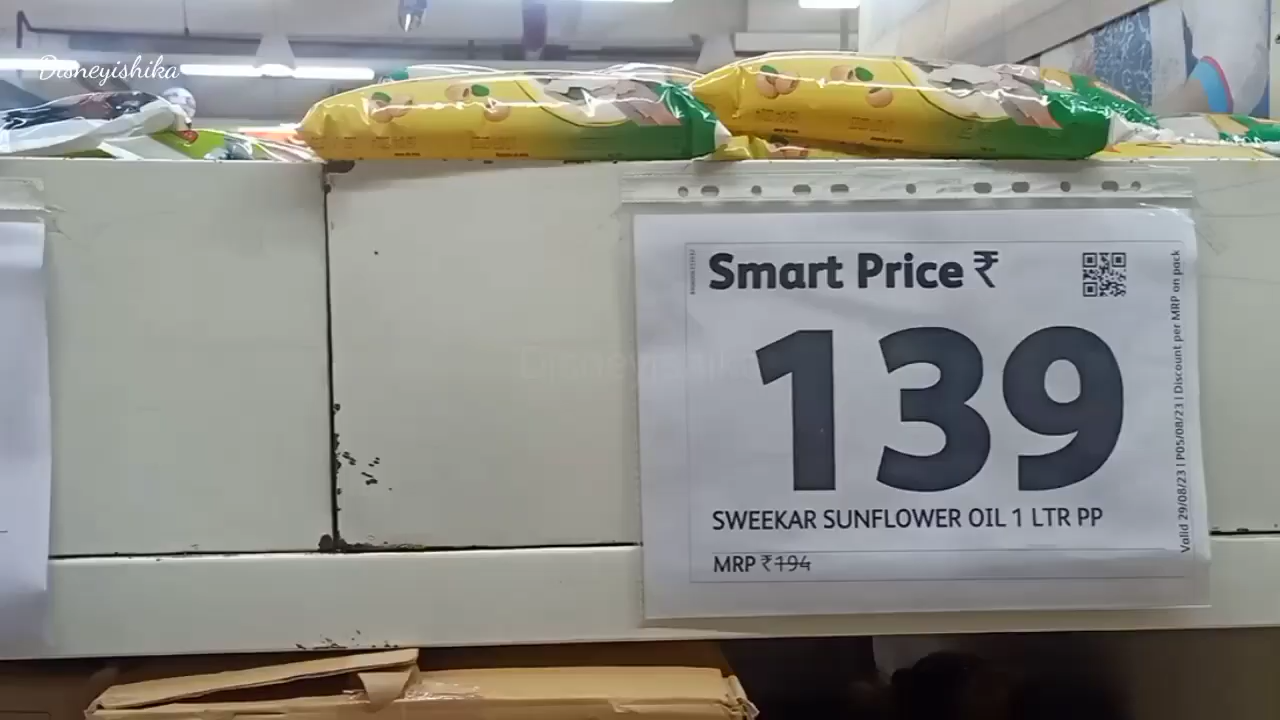 Disneyishika
Smart Price ₹
139
SWEEKAR SUNFLOWER OIL 1 LTR PP
MRP ₹194
Valid 29/08/23 | P05/08/23 | Discount per MRP on pack
Disneyishika